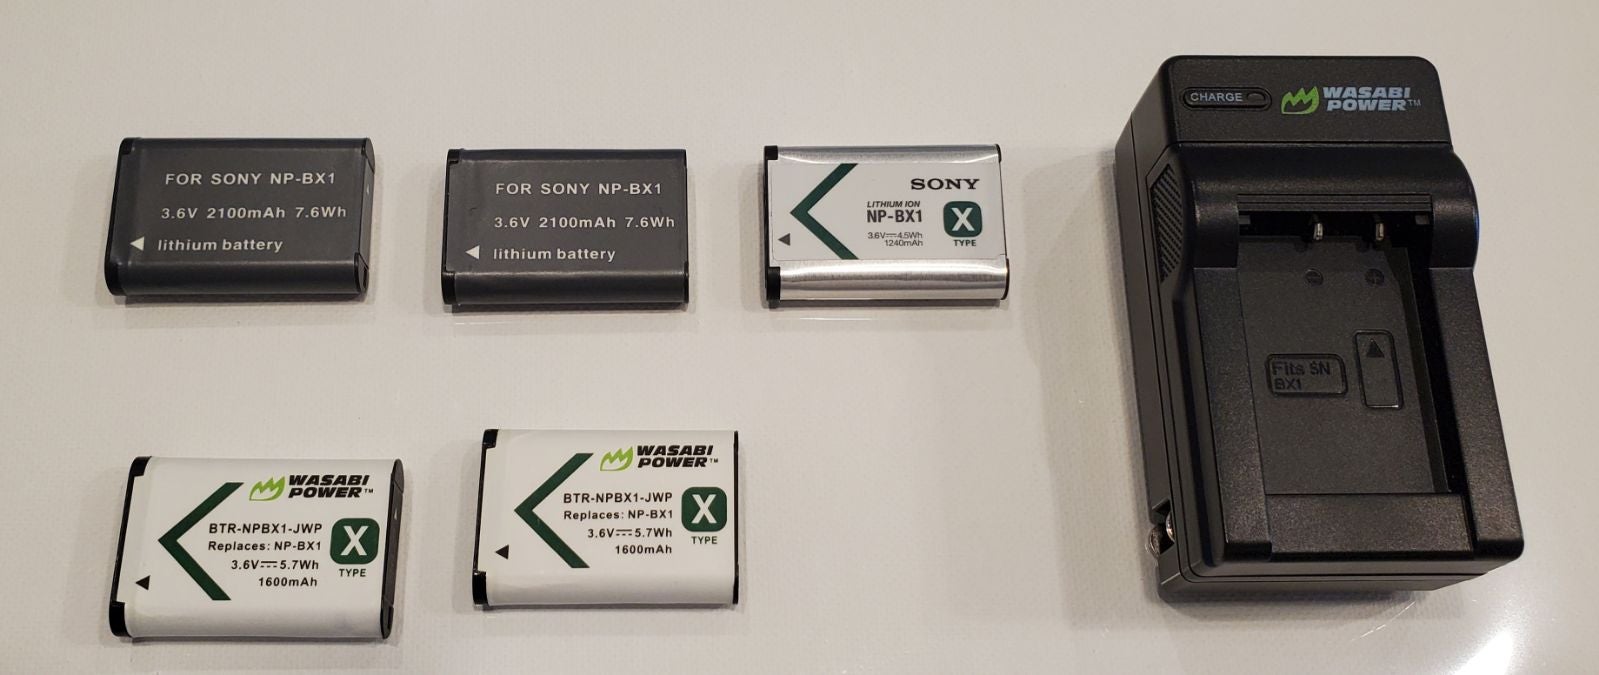 FOR SONY NP-BX1
3.6V 2100mAh 7.6Wh
lithium battery
FOR SONY NP-BX1
3.6V 2100mAh 7.6Wh
lithium battery
SONY
LITHIUM ION
NP-BX1
3.6V⎓4.5Wh
1240mAh
X
TYPE
CHARGE
WASABI
POWER™
Fits SN
BX1
WASABI
POWER™
BTR-NPBX1-JWP
Replaces: NP-BX1
3.6V⎓5.7Wh
1600mAh
X
TYPE
WASABI
POWER™
BTR-NPBX1-JWP
Replaces: NP-BX1
3.6V⎓5.7Wh
1600mAh
X
TYPE